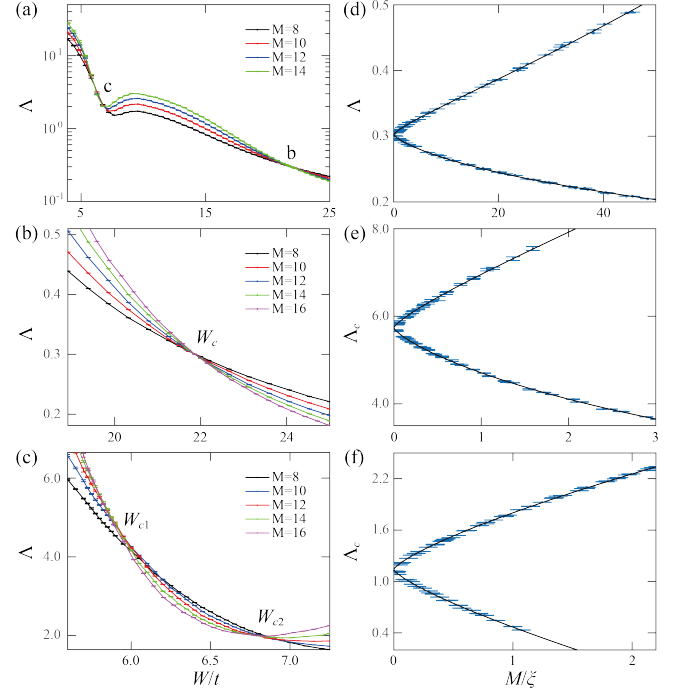 (a)
Λ
10¹
10⁰
10⁻¹
5
15
25
c
b
M=8
M=10
M=12
M=14
(d)
Λ
0.5
0.4
0.3
0.2
0
20
40
(b)
Λ
0.5
0.4
0.3
0.2
20
22
24
W_c
M=8
M=10
M=12
M=14
M=16
(e)
Λ_c
8.0
6.0
4.0
0
1
2
3
(c)
Λ
6.0
4.0
2.0
6.0
6.5
7.0
W/t
W_c1
W_c2
M=8
M=10
M=12
M=14
M=16
(f)
Λ_c
2.2
1.6
1.0
0.4
0
1
2
M/ξ